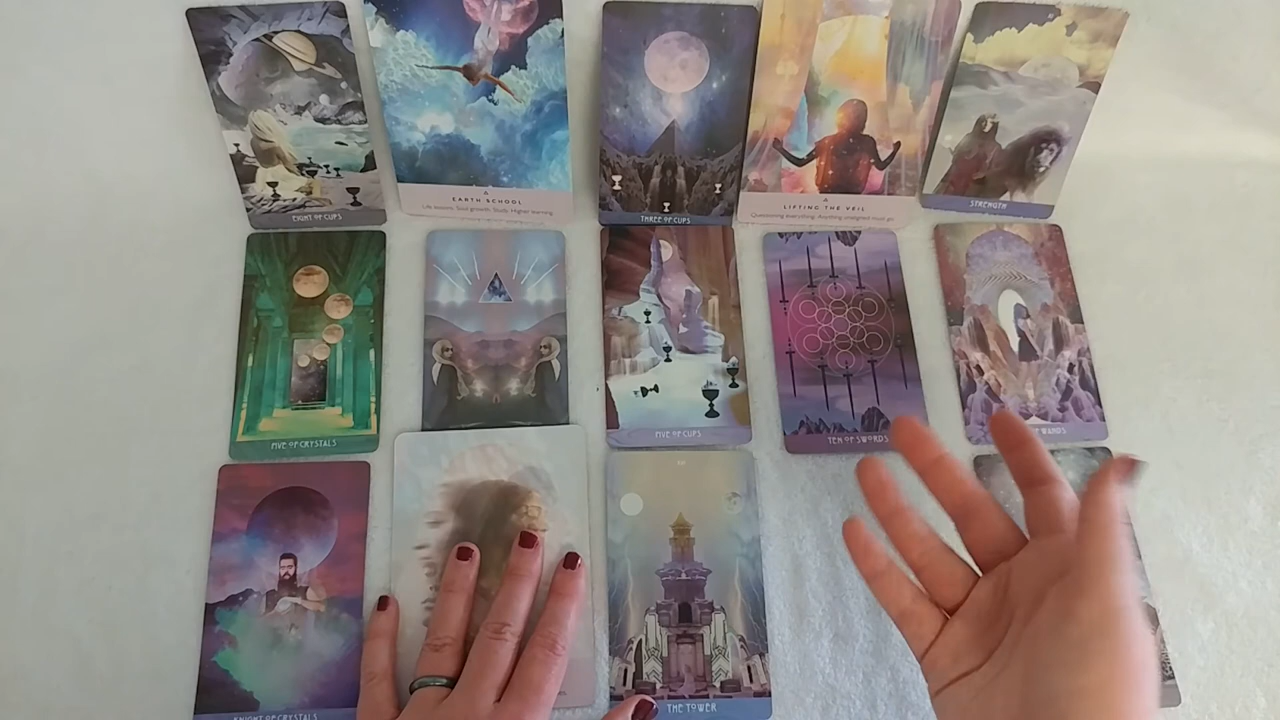 EIGHT OF CUPS
EARTH SCHOOL
Life lessons. Soul growth. Study. Higher learning.
THREE OF CUPS
LIFTING THE VEIL
Questioning everything. Anything unaligned must go.
STRENGTH
FIVE OF CRYSTALS
FIVE OF CUPS
TEN OF SWORDS
OF WANDS
KNIGHT OF CRYSTALS
THE TOWER